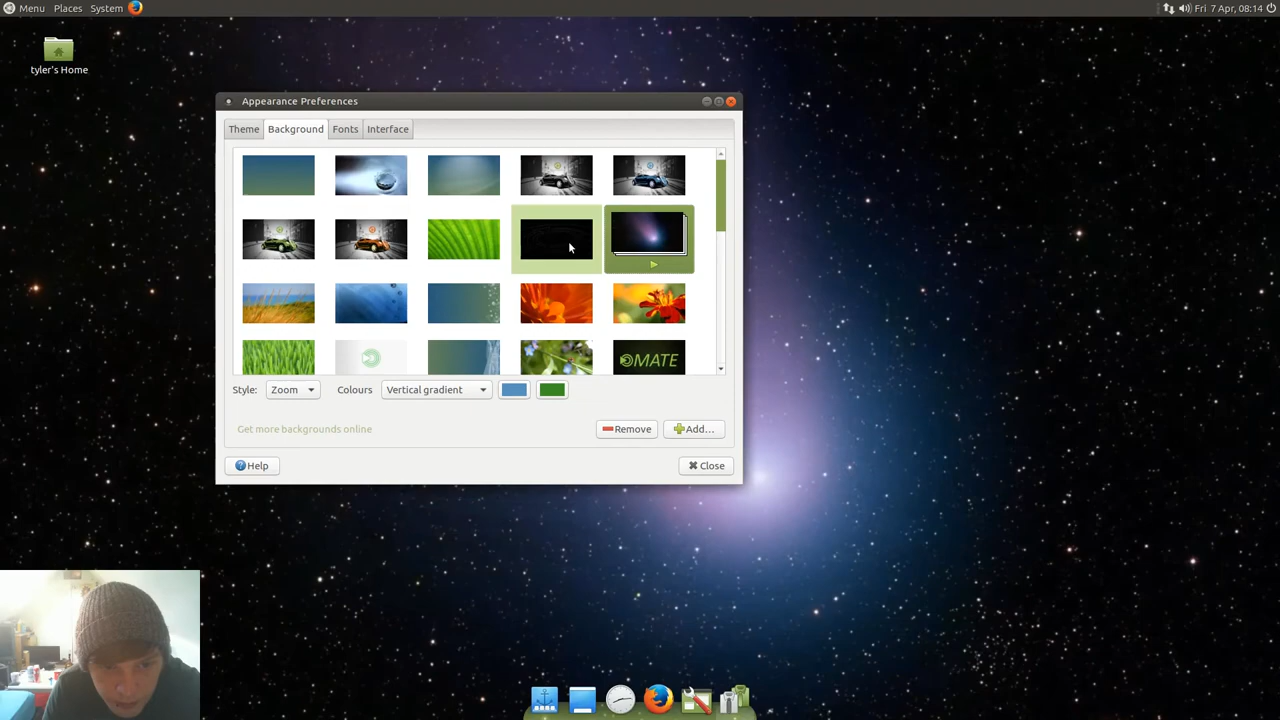 Menu Places System Fri 7 Apr, 08:14
tyler's Home
Appearance Preferences
Theme Background Fonts Interface
MATE
Style: Zoom Colours Vertical gradient
Get more backgrounds online Remove Add...
Help Close